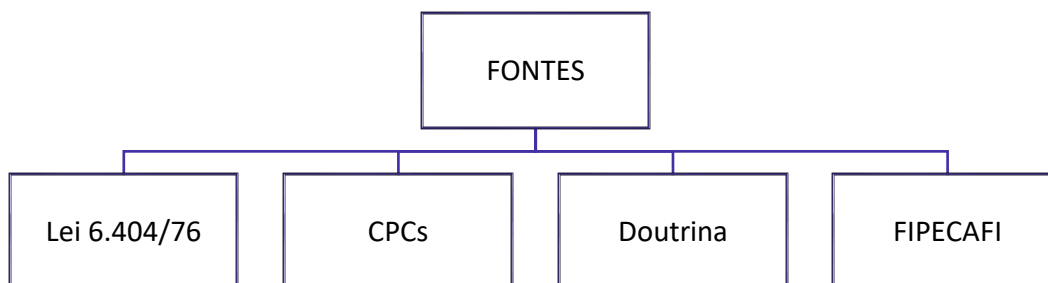 FONTES
Lei 6.404/76
CPCs
Doutrina
FIPECAFI